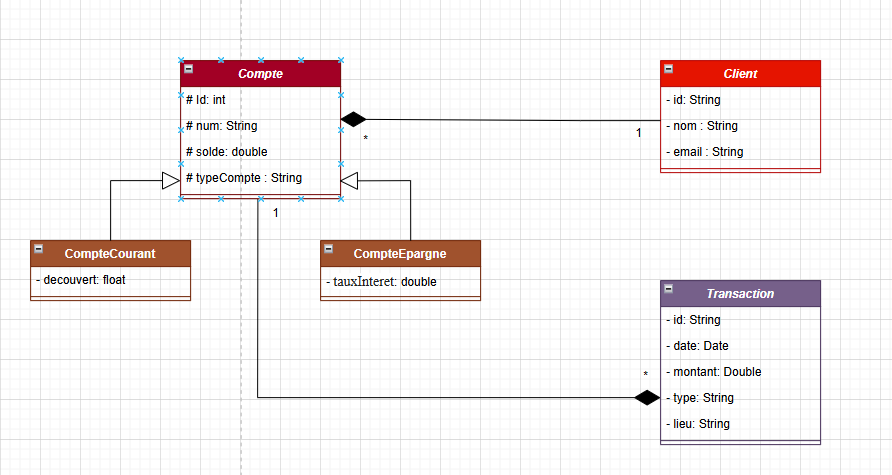 Compte
# Id: int
# num: String
# solde: double
# typeCompte : String
*
1
Client
- id: String
- nom : String
- email : String
1
CompteCourant
- decouvert: float
CompteEpargne
- tauxInteret: double
Transaction
- id: String
- date: Date
- montant: Double
- type: String
- lieu: String
*